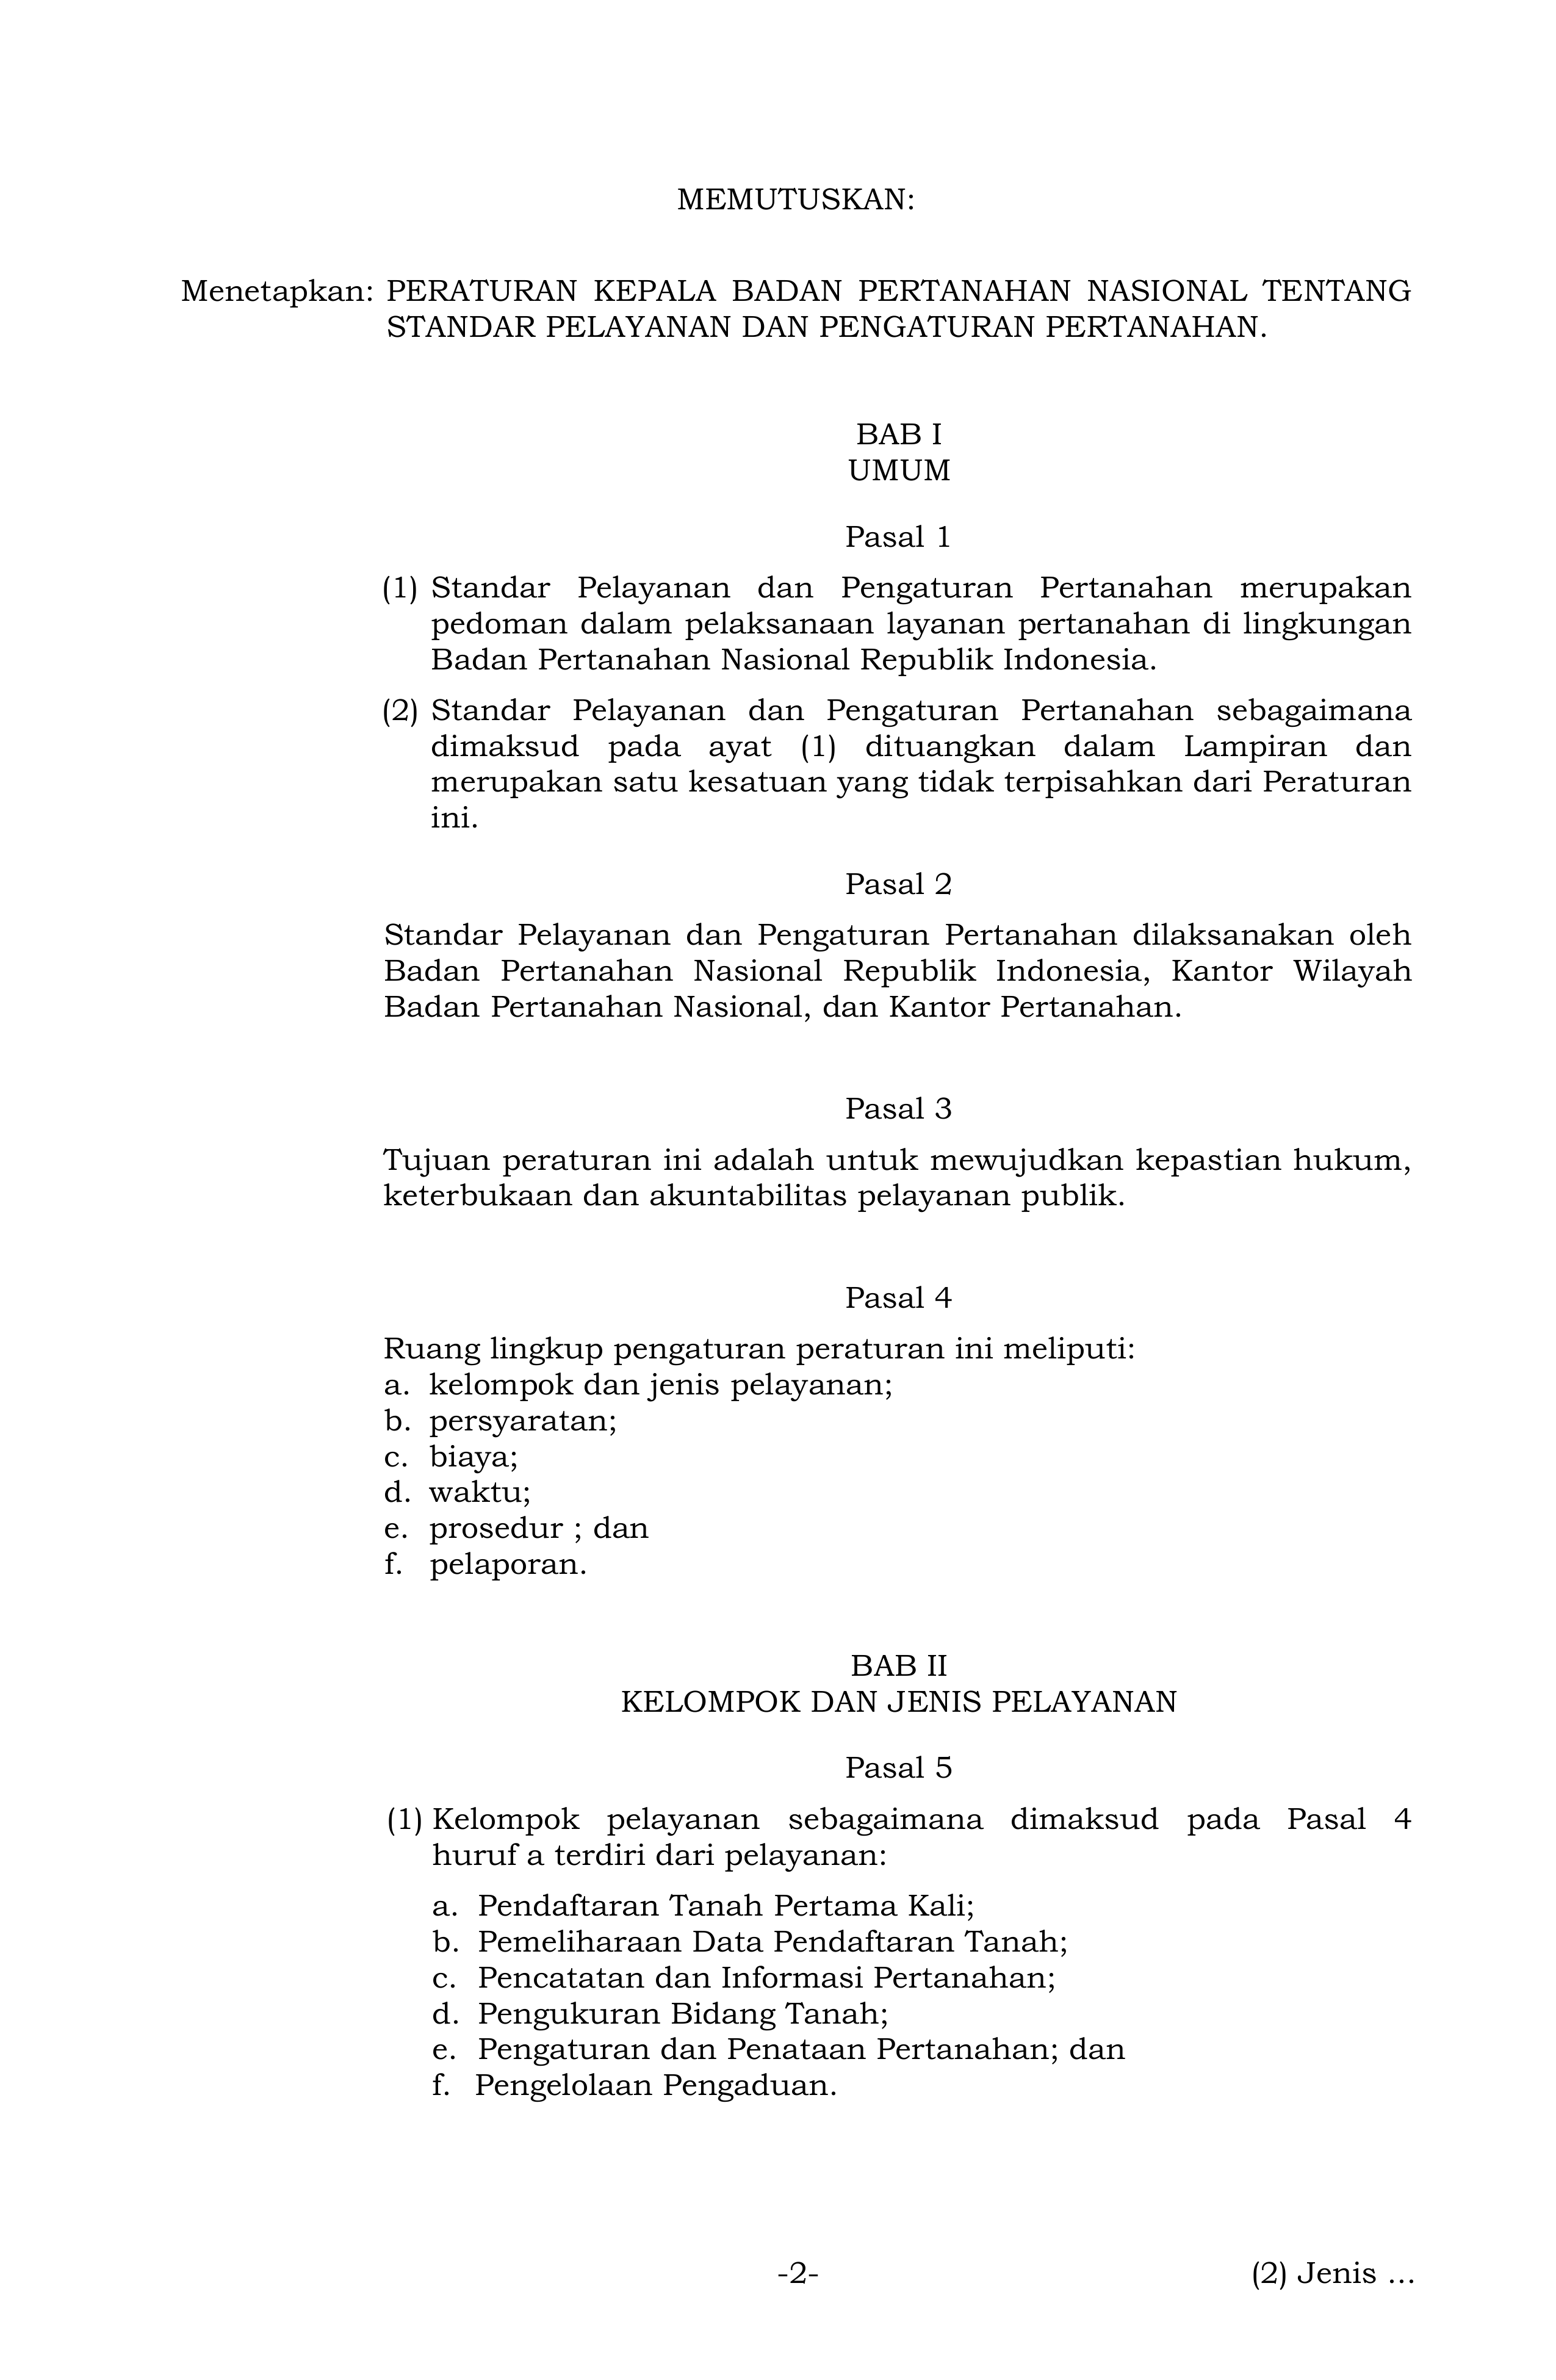 MEMUTUSKAN:
Menetapkan: PERATURAN KEPALA BADAN PERTANAHAN NASIONAL TENTANG
STANDAR PELAYANAN DAN PENGATURAN PERTANAHAN.
BAB I
UMUM
Pasal 1
(1) Standar Pelayanan dan Pengaturan Pertanahan merupakan
pedoman dalam pelaksanaan layanan pertanahan di lingkungan
Badan Pertanahan Nasional Republik Indonesia.
(2) Standar Pelayanan dan Pengaturan Pertanahan sebagaimana
dimaksud pada ayat (1) dituangkan dalam Lampiran dan
merupakan satu kesatuan yang tidak terpisahkan dari Peraturan
ini.
Pasal 2
Standar Pelayanan dan Pengaturan Pertanahan dilaksanakan oleh
Badan Pertanahan Nasional Republik Indonesia, Kantor Wilayah
Badan Pertanahan Nasional, dan Kantor Pertanahan.
Pasal 3
Tujuan peraturan ini adalah untuk mewujudkan kepastian hukum,
keterbukaan dan akuntabilitas pelayanan publik.
Pasal 4
Ruang lingkup pengaturan peraturan ini meliputi:
a. kelompok dan jenis pelayanan;
b. persyaratan;
c. biaya;
d. waktu;
e. prosedur ; dan
f. pelaporan.
BAB II
KELOMPOK DAN JENIS PELAYANAN
Pasal 5
(1) Kelompok pelayanan sebagaimana dimaksud pada Pasal 4
huruf a terdiri dari pelayanan:
a. Pendaftaran Tanah Pertama Kali;
b. Pemeliharaan Data Pendaftaran Tanah;
c. Pencatatan dan Informasi Pertanahan;
d. Pengukuran Bidang Tanah;
e. Pengaturan dan Penataan Pertanahan; dan
f. Pengelolaan Pengaduan.
-2- (2) Jenis ...